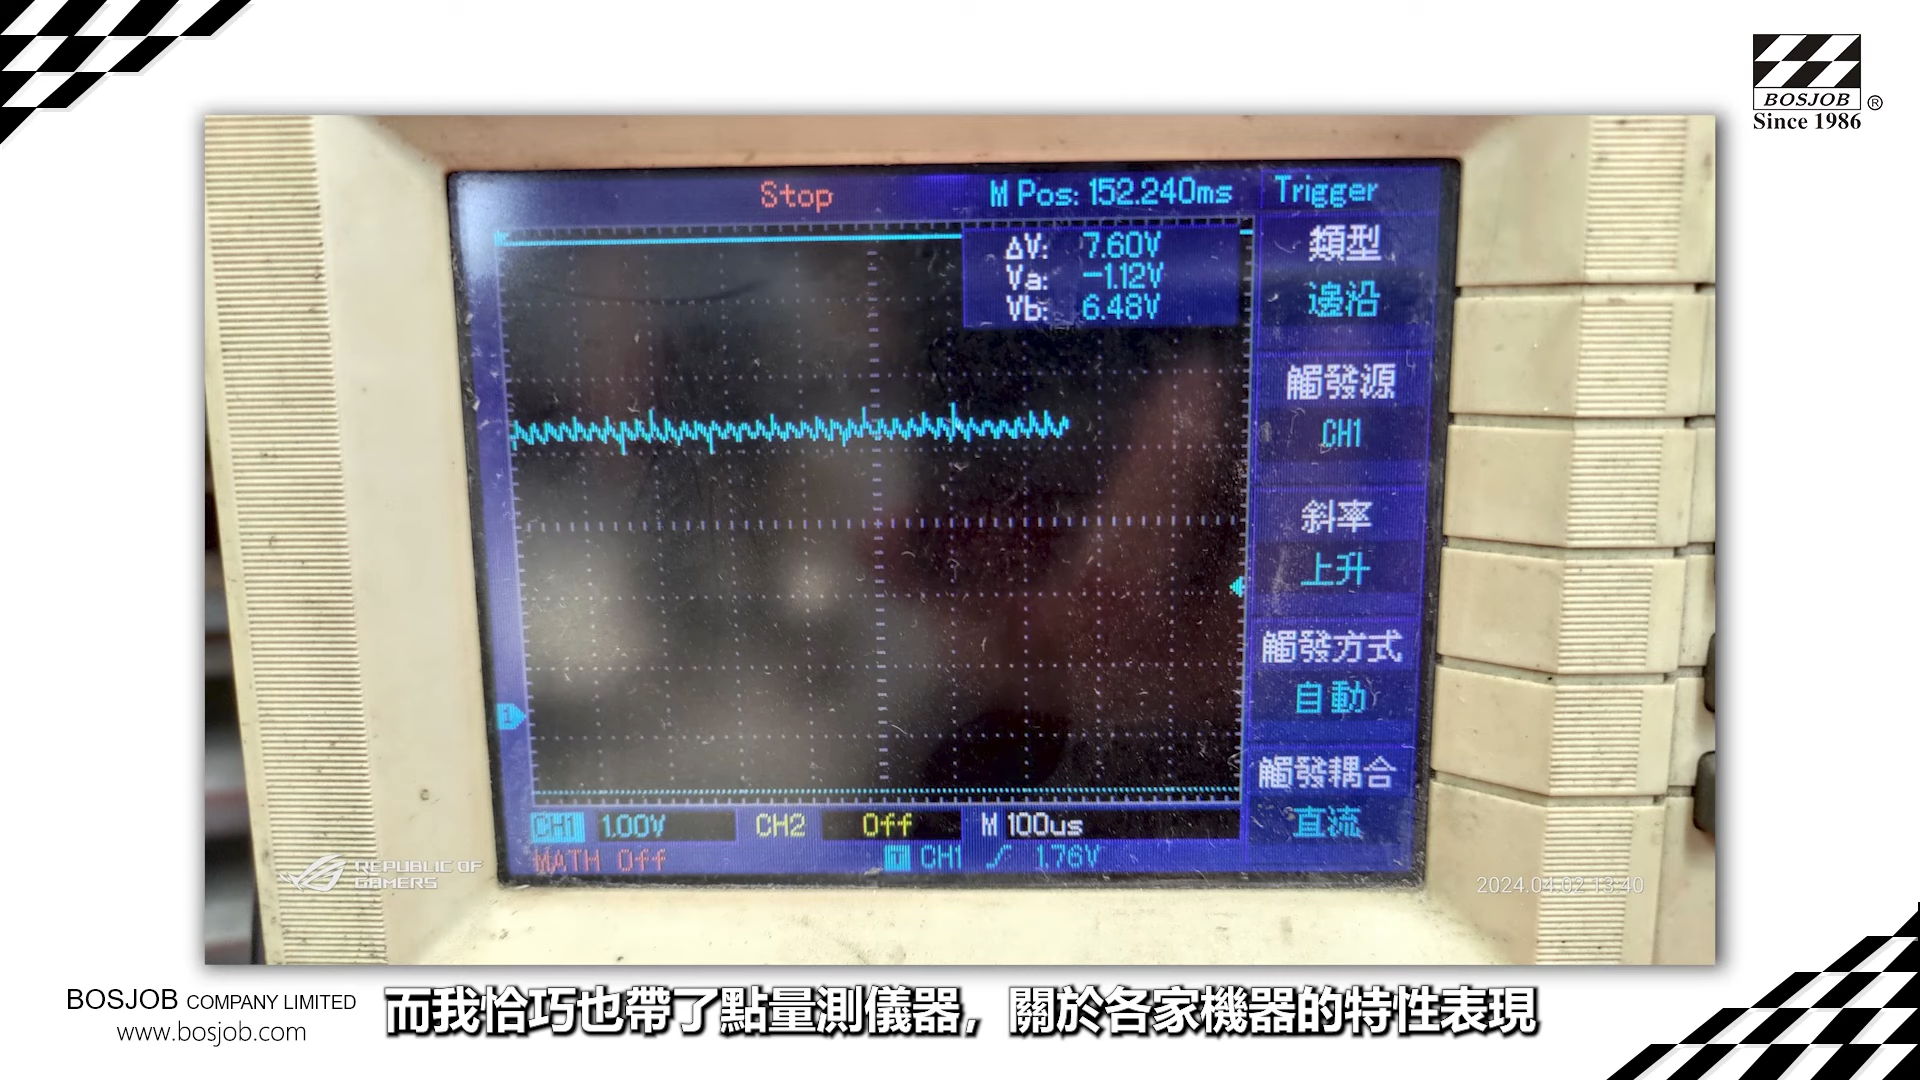 BOSJOB ®
Since 1986
Stop
M Pos: 152.240ms
Trigger
ΔV: 7.60V
Va: -1.12V
Vb: 6.48V
類型
邊沿
觸發源
CH1
斜率
上升
觸發方式
自動
觸發耦合
直流
1
CH1 1.00V CH2 Off M 100us
MATH Off T CH1 1.76V
REPUBLIC OF
GAMERS
2024.04.02 13:40
BOSJOB COMPANY LIMITED
www.bosjob.com
而我恰巧也帶了點量測儀器，關於各家機器的特性表現